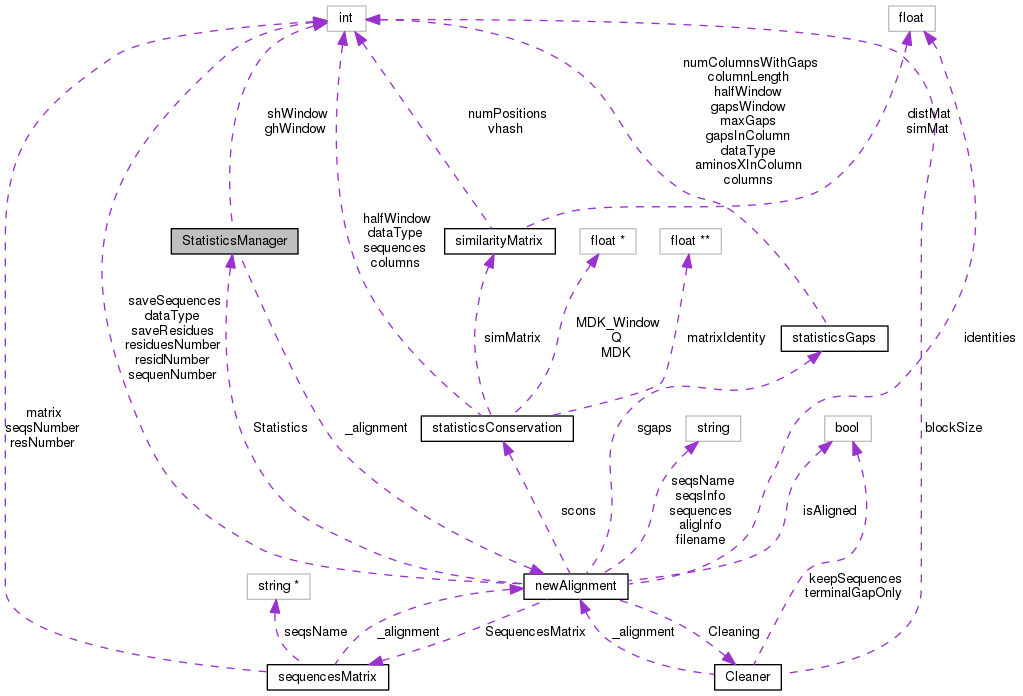 int
float
numColumnsWithGaps
columnLength
halfWindow
gapsWindow
maxGaps
gapsInColumn
dataType
aminosXInColumn
columns
shWindow
ghWindow
numPositions
vhash
distMat
simMat
halfWindow
dataType
sequences
columns
StatisticsManager
similarityMatrix
float *
float **
saveSequences
dataType
saveResidues
residuesNumber
residNumber
sequenNumber
simMatrix
MDK_Window
Q
MDK
matrixIdentity
statisticsGaps
identities
matrix
seqsNumber
resNumber
Statistics
_alignment
statisticsConservation
sgaps
string
bool
blockSize
scons
seqsName
seqsInfo
sequences
aligInfo
filename
isAligned
string *
newAlignment
keepSequences
terminalGapOnly
seqsName
_alignment
SequencesMatrix
_alignment
Cleaning
sequencesMatrix
Cleaner